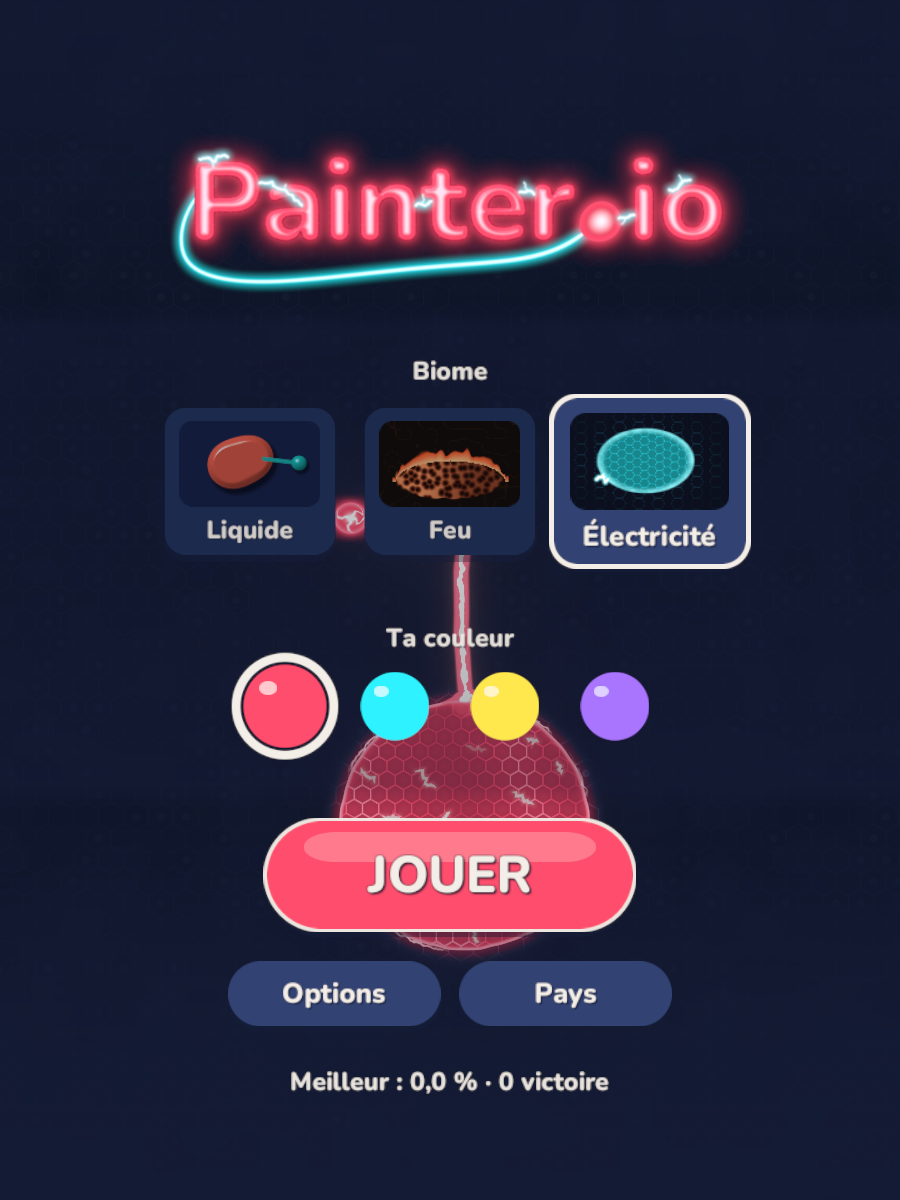 Painter.io
Biome
Liquide
Feu
Électricité
Ta couleur
JOUER
Options
Pays
Meilleur : 0,0 % · 0 victoire